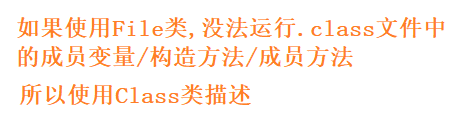 如果使用File类,没法运行.class文件中
的成员变量/构造方法/成员方法
所以使用Class类描述